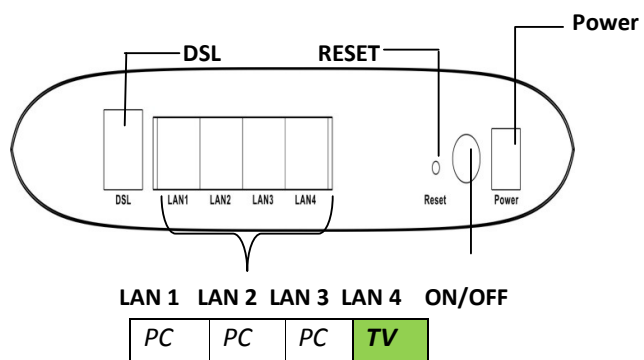 Power
DSL RESET
DSL LAN1 LAN2 LAN3 LAN4 Reset Power
LAN 1 LAN 2 LAN 3 LAN 4 ON/OFF
PC PC PC TV